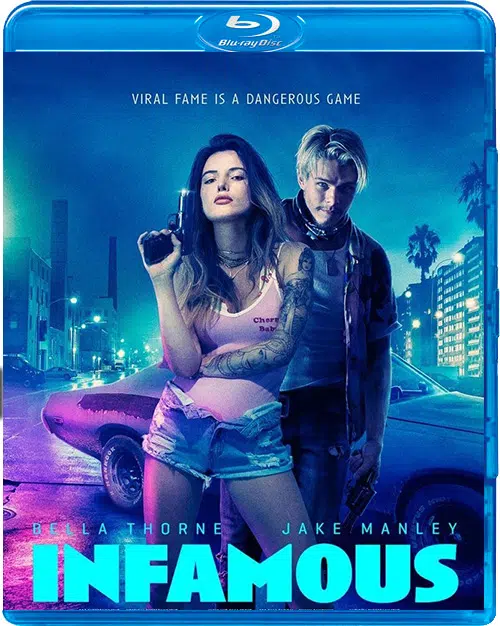 Blu-ray Disc
VIRAL FAME IS A DANGEROUS GAME
BELLA THORNE JAKE MANLEY
INFAMOUS